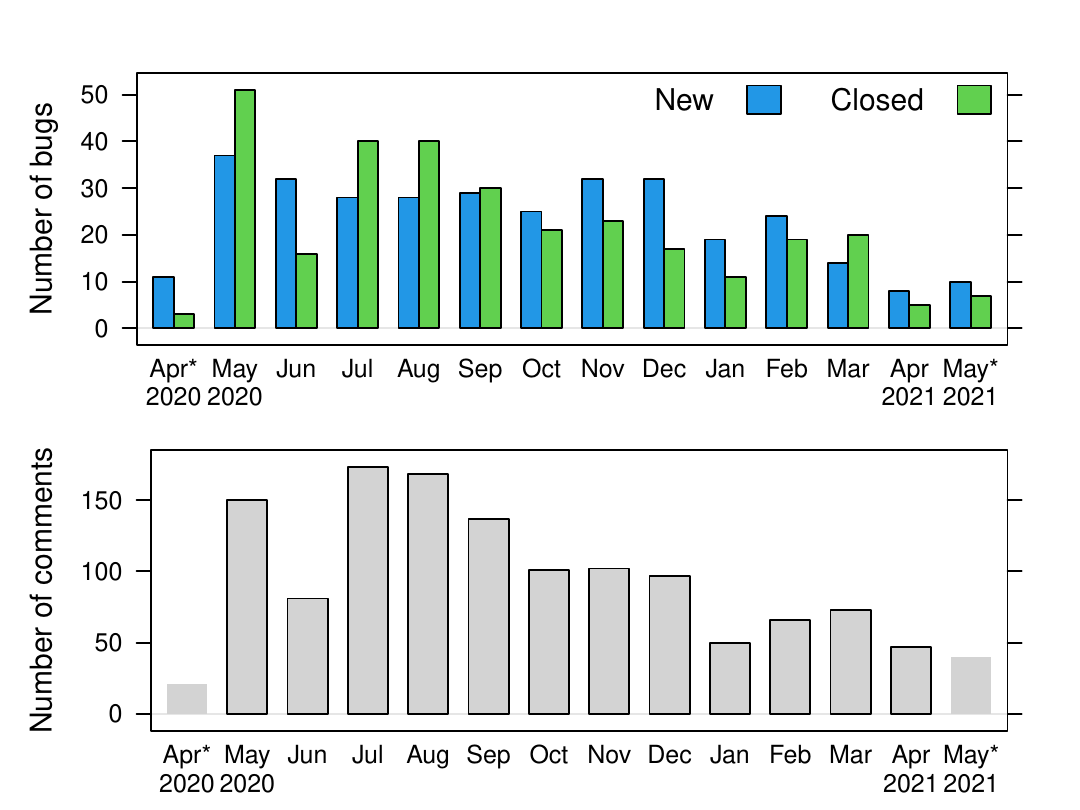 Number of bugs
50
40
30
20
10
0
New Closed
Apr* May Jun Jul Aug Sep Oct Nov Dec Jan Feb Mar Apr May*
2020 2020 2021 2021
Number of comments
150
100
50
0
Apr* May Jun Jul Aug Sep Oct Nov Dec Jan Feb Mar Apr May*
2020 2020 2021 2021